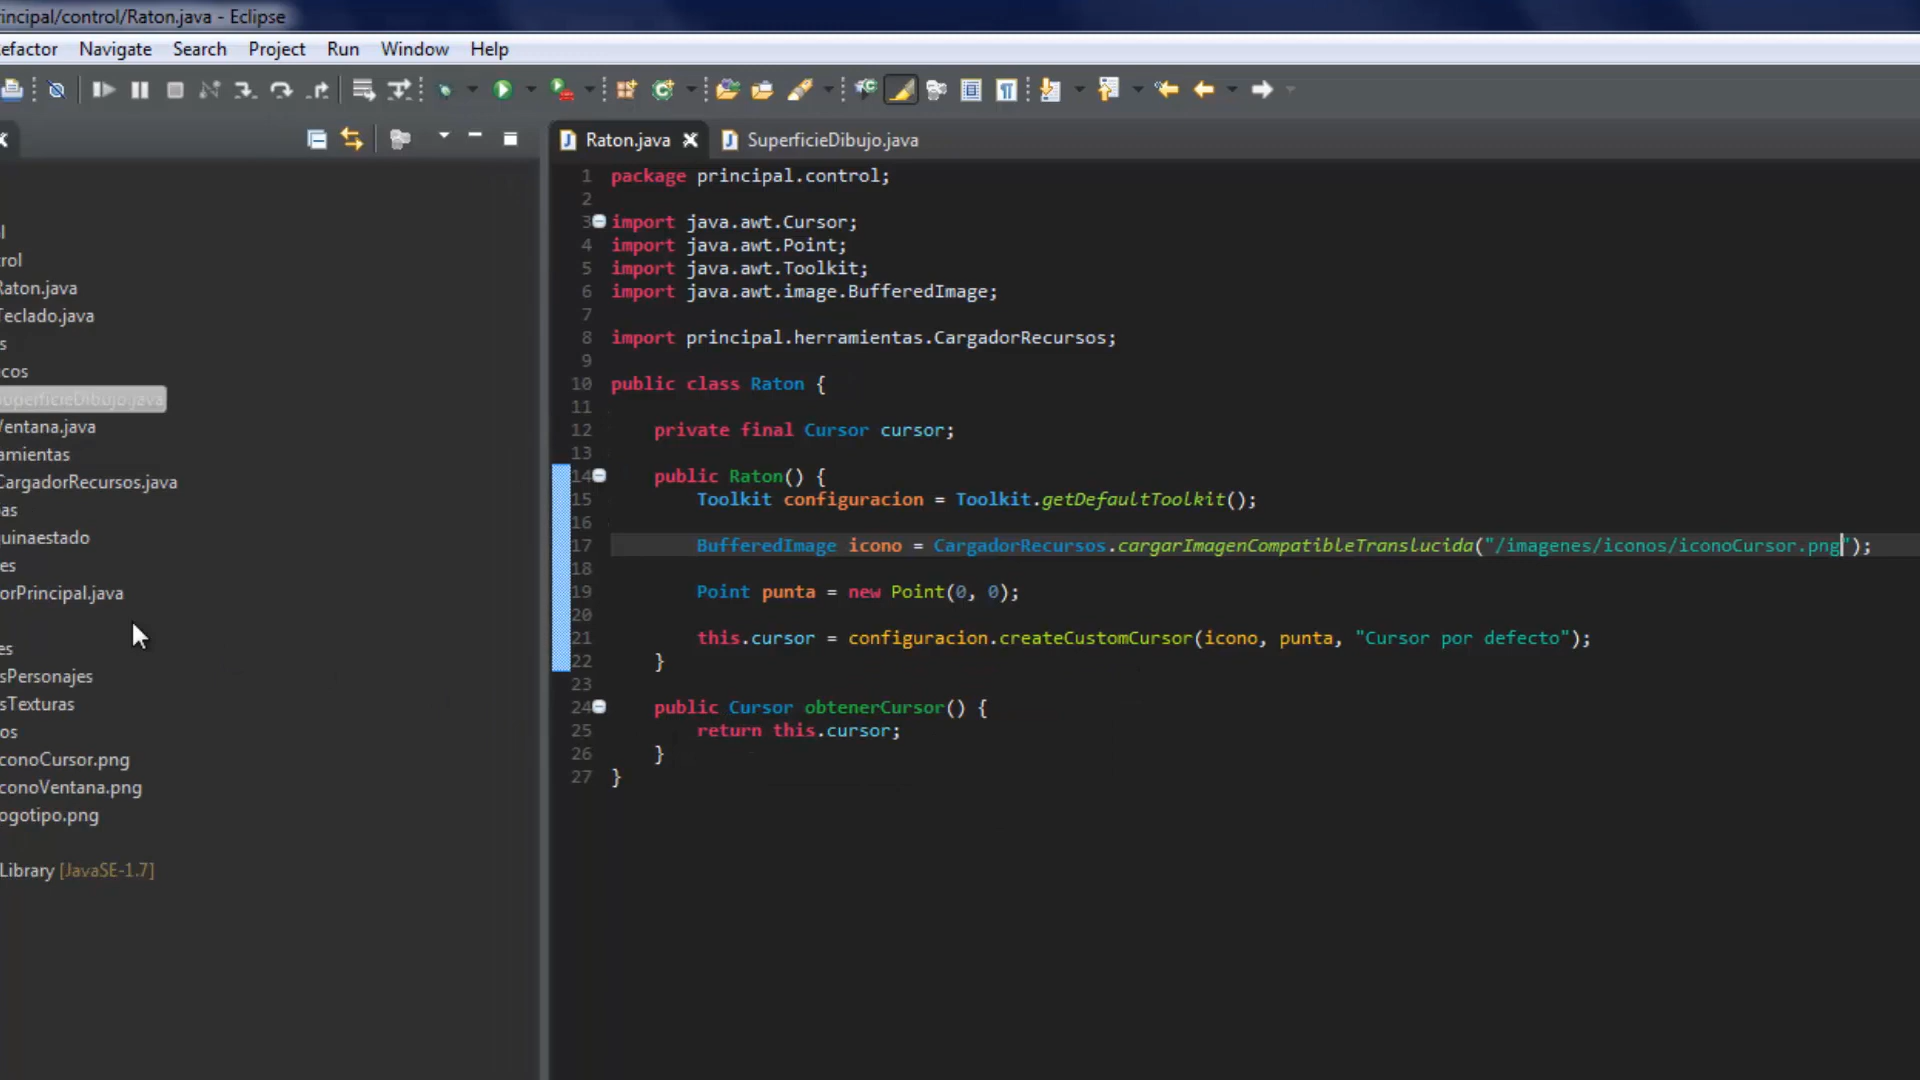 rincipal/control/Raton.java - Eclipse
efactor Navigate Search Project Run Window Help
l
rol
Raton.java
Teclado.java
s
icos
SuperficieDibujo.java
Ventana.java
amientas
CargadorRecursos.java
as
quinaestado
es
orPrincipal.java
es
sPersonajes
sTexturas
os
conoCursor.png
conoVentana.png
ogotipo.png
Library [JavaSE-1.7]
Raton.java SuperficieDibujo.java
1 package principal.control;
2
3 import java.awt.Cursor;
4 import java.awt.Point;
5 import java.awt.Toolkit;
6 import java.awt.image.BufferedImage;
7
8 import principal.herramientas.CargadorRecursos;
9
10 public class Raton {
11
12 private final Cursor cursor;
13
14 public Raton() {
15 Toolkit configuracion = Toolkit.getDefaultToolkit();
16
17 BufferedImage icono = CargadorRecursos.cargarImagenCompatibleTranslucida("/imagenes/iconos/iconoCursor.png");
18
19 Point punta = new Point(0, 0);
20
21 this.cursor = configuracion.createCustomCursor(icono, punta, "Cursor por defecto");
22 }
23
24 public Cursor obtenerCursor() {
25 return this.cursor;
26 }
27 }